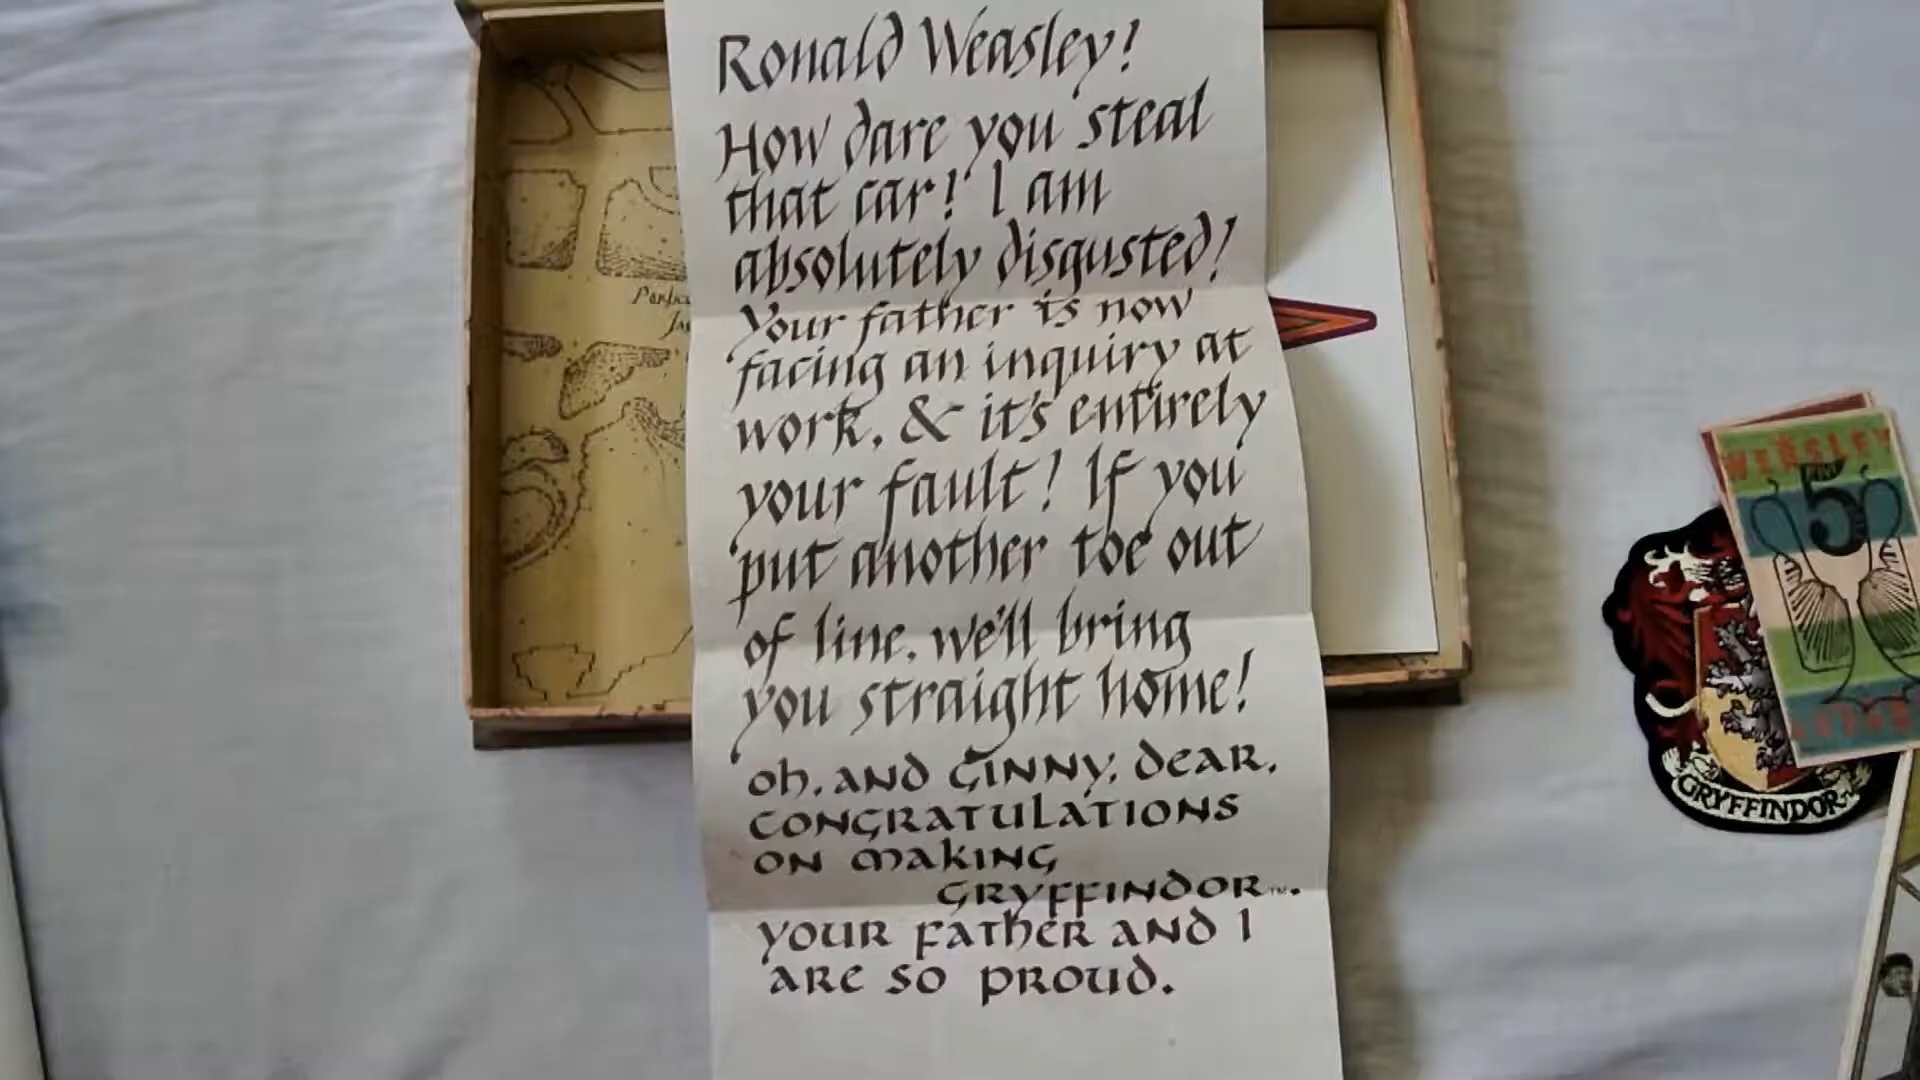 Ronald Weasley!
How dare you steal
that car! I am
absolutely disgusted!
Your father is now
facing an inquiry at
work, & it's entirely
your fault! If you
put another toe out
of line, we'll bring
you straight home!
Oh, and Ginny, dear,
congratulations
on making
Gryffindor™.
Your father and I
are so proud.
WEASLEY
5
GRYFFINDOR™